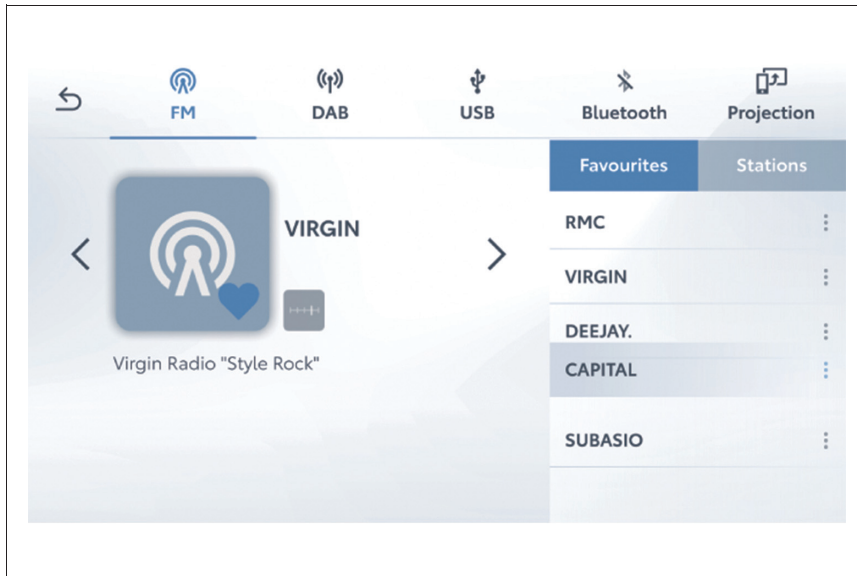 FM DAB USB Bluetooth Projection
Favourites Stations
VIRGIN
Virgin Radio "Style Rock"
RMC
VIRGIN
DEEJAY.
CAPITAL
SUBASIO